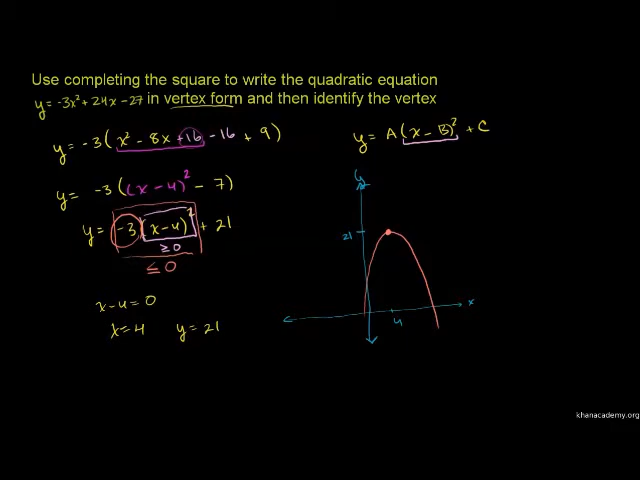 Use completing the square to write the quadratic equation
y = -3x² + 24x - 27 in vertex form and then identify the vertex
y = -3(x² - 8x + 16 - 16 + 9)
y = A(x - B)² + C
y = -3((x - 4)² - 7)
y
y = -3(x - 4)² + 21
21
≥ 0
≤ 0
x - 4 = 0
x
x = 4 y = 21
4
khanacademy.org